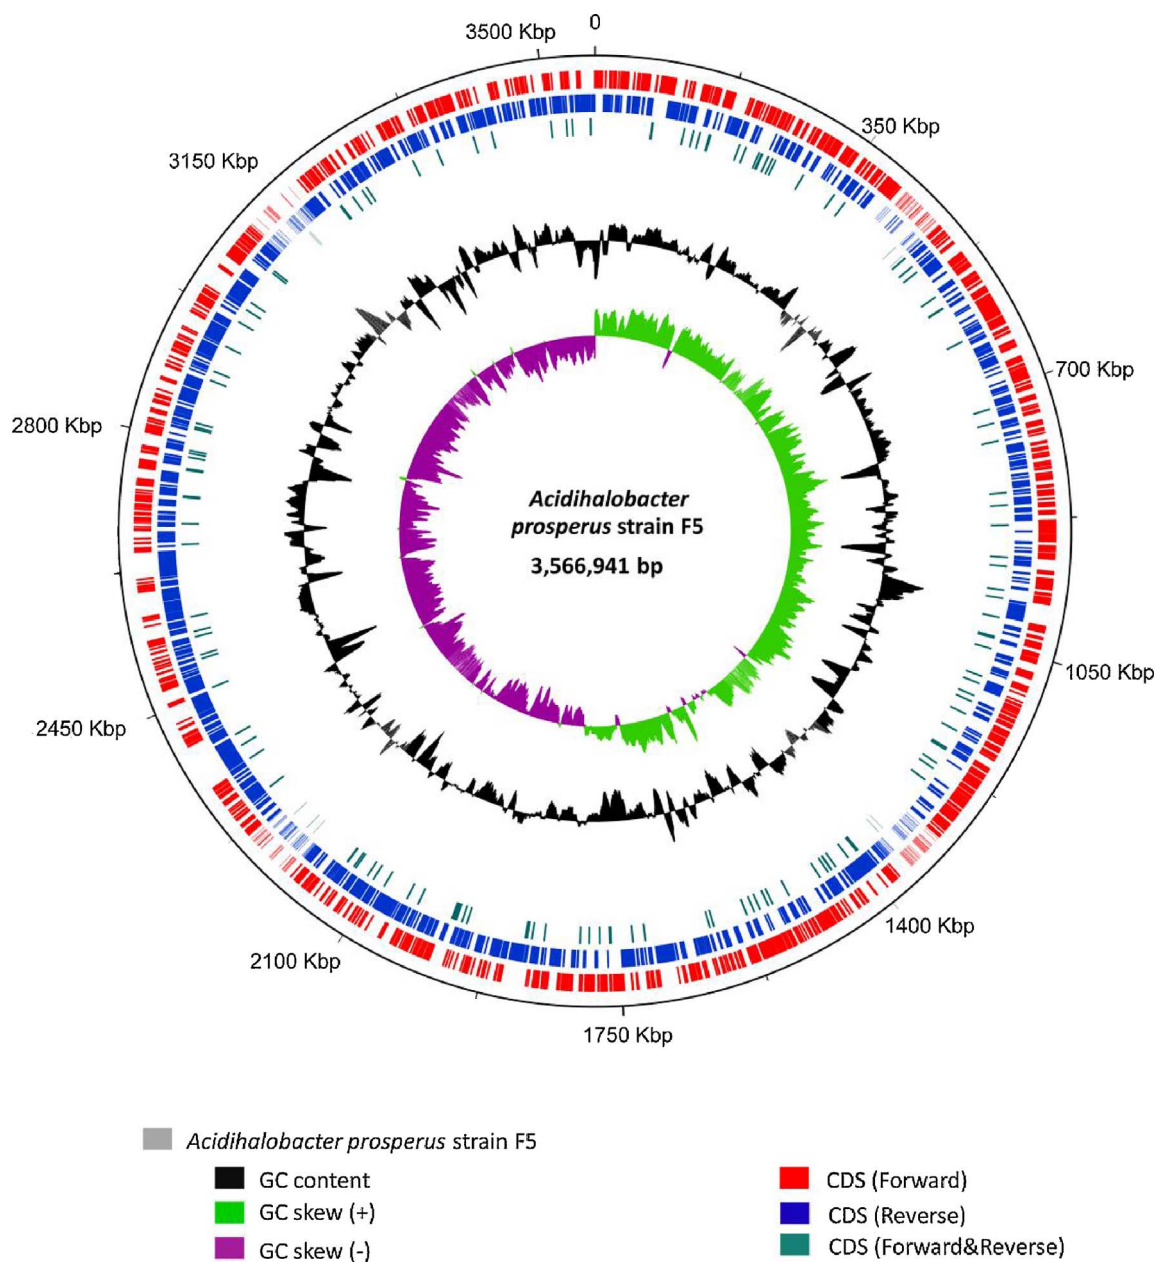 3500 Kbp
0
350 Kbp
3150 Kbp
700 Kbp
2800 Kbp
Acidihalobacter
prosperus strain F5
3,566,941 bp
1050 Kbp
2450 Kbp
1400 Kbp
2100 Kbp
1750 Kbp
Acidihalobacter prosperus strain F5
GC content
GC skew (+)
GC skew (-)
CDS (Forward)
CDS (Reverse)
CDS (Forward&Reverse)